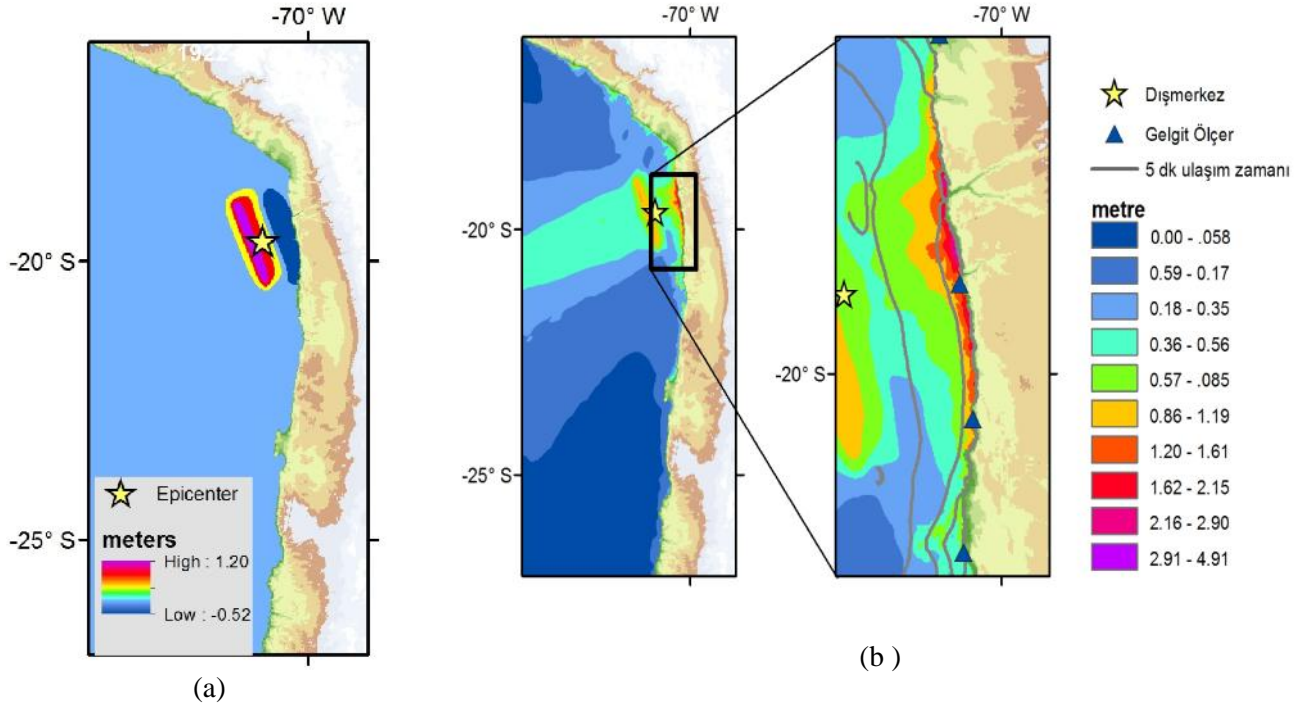 -70° W
1922
-20° S
-25° S
Epicenter
meters
High : 1.20
Low : -0.52
(a)
-70° W
-20° S
-25° S
-70° W
-20° S
Dışmerkez
Gelgit Ölçer
5 dk ulaşım zamanı
metre
0.00 - .058
0.59 - 0.17
0.18 - 0.35
0.36 - 0.56
0.57 - .085
0.86 - 1.19
1.20 - 1.61
1.62 - 2.15
2.16 - 2.90
2.91 - 4.91
(b )